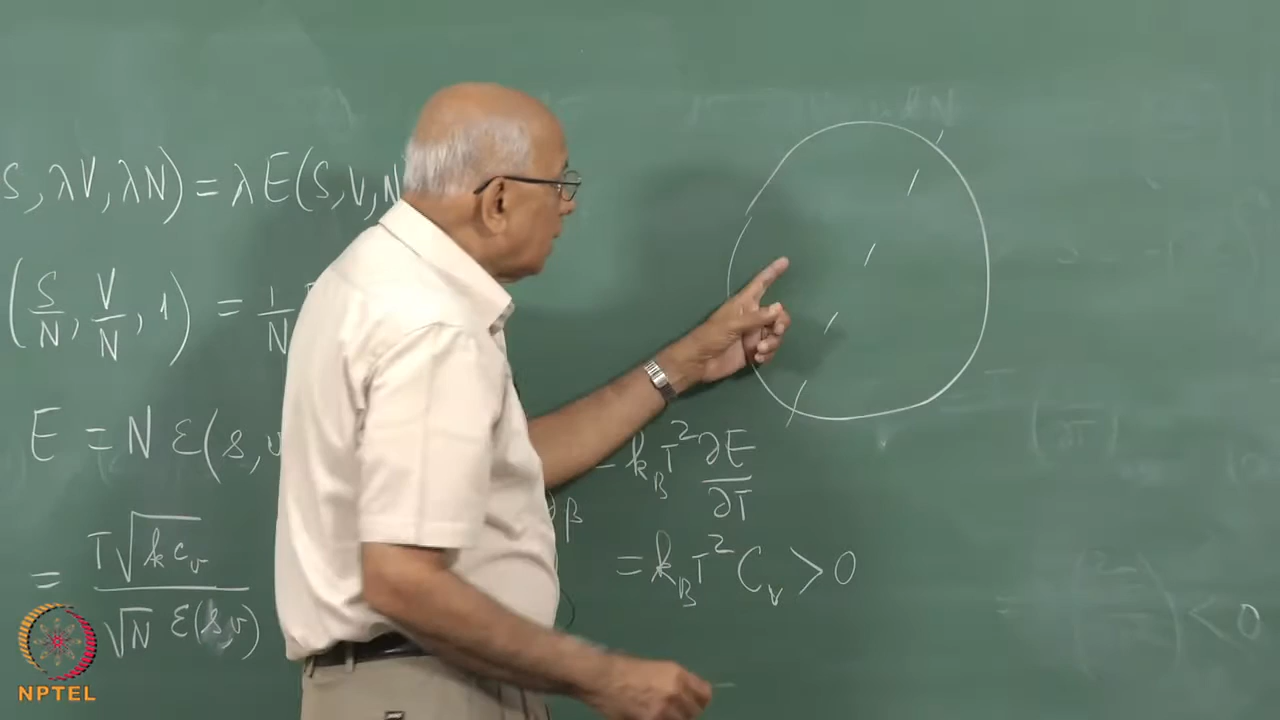 S, λV, λN) = λE(S, V, N
(S/N, V/N, 1) = 1/N
E = N ε(s, v
= T√(k c_v) / √N ε(s, v)
∂β
- k_B T² ∂E/∂T
= k_B T² C_v > 0
= < 0
NPTEL